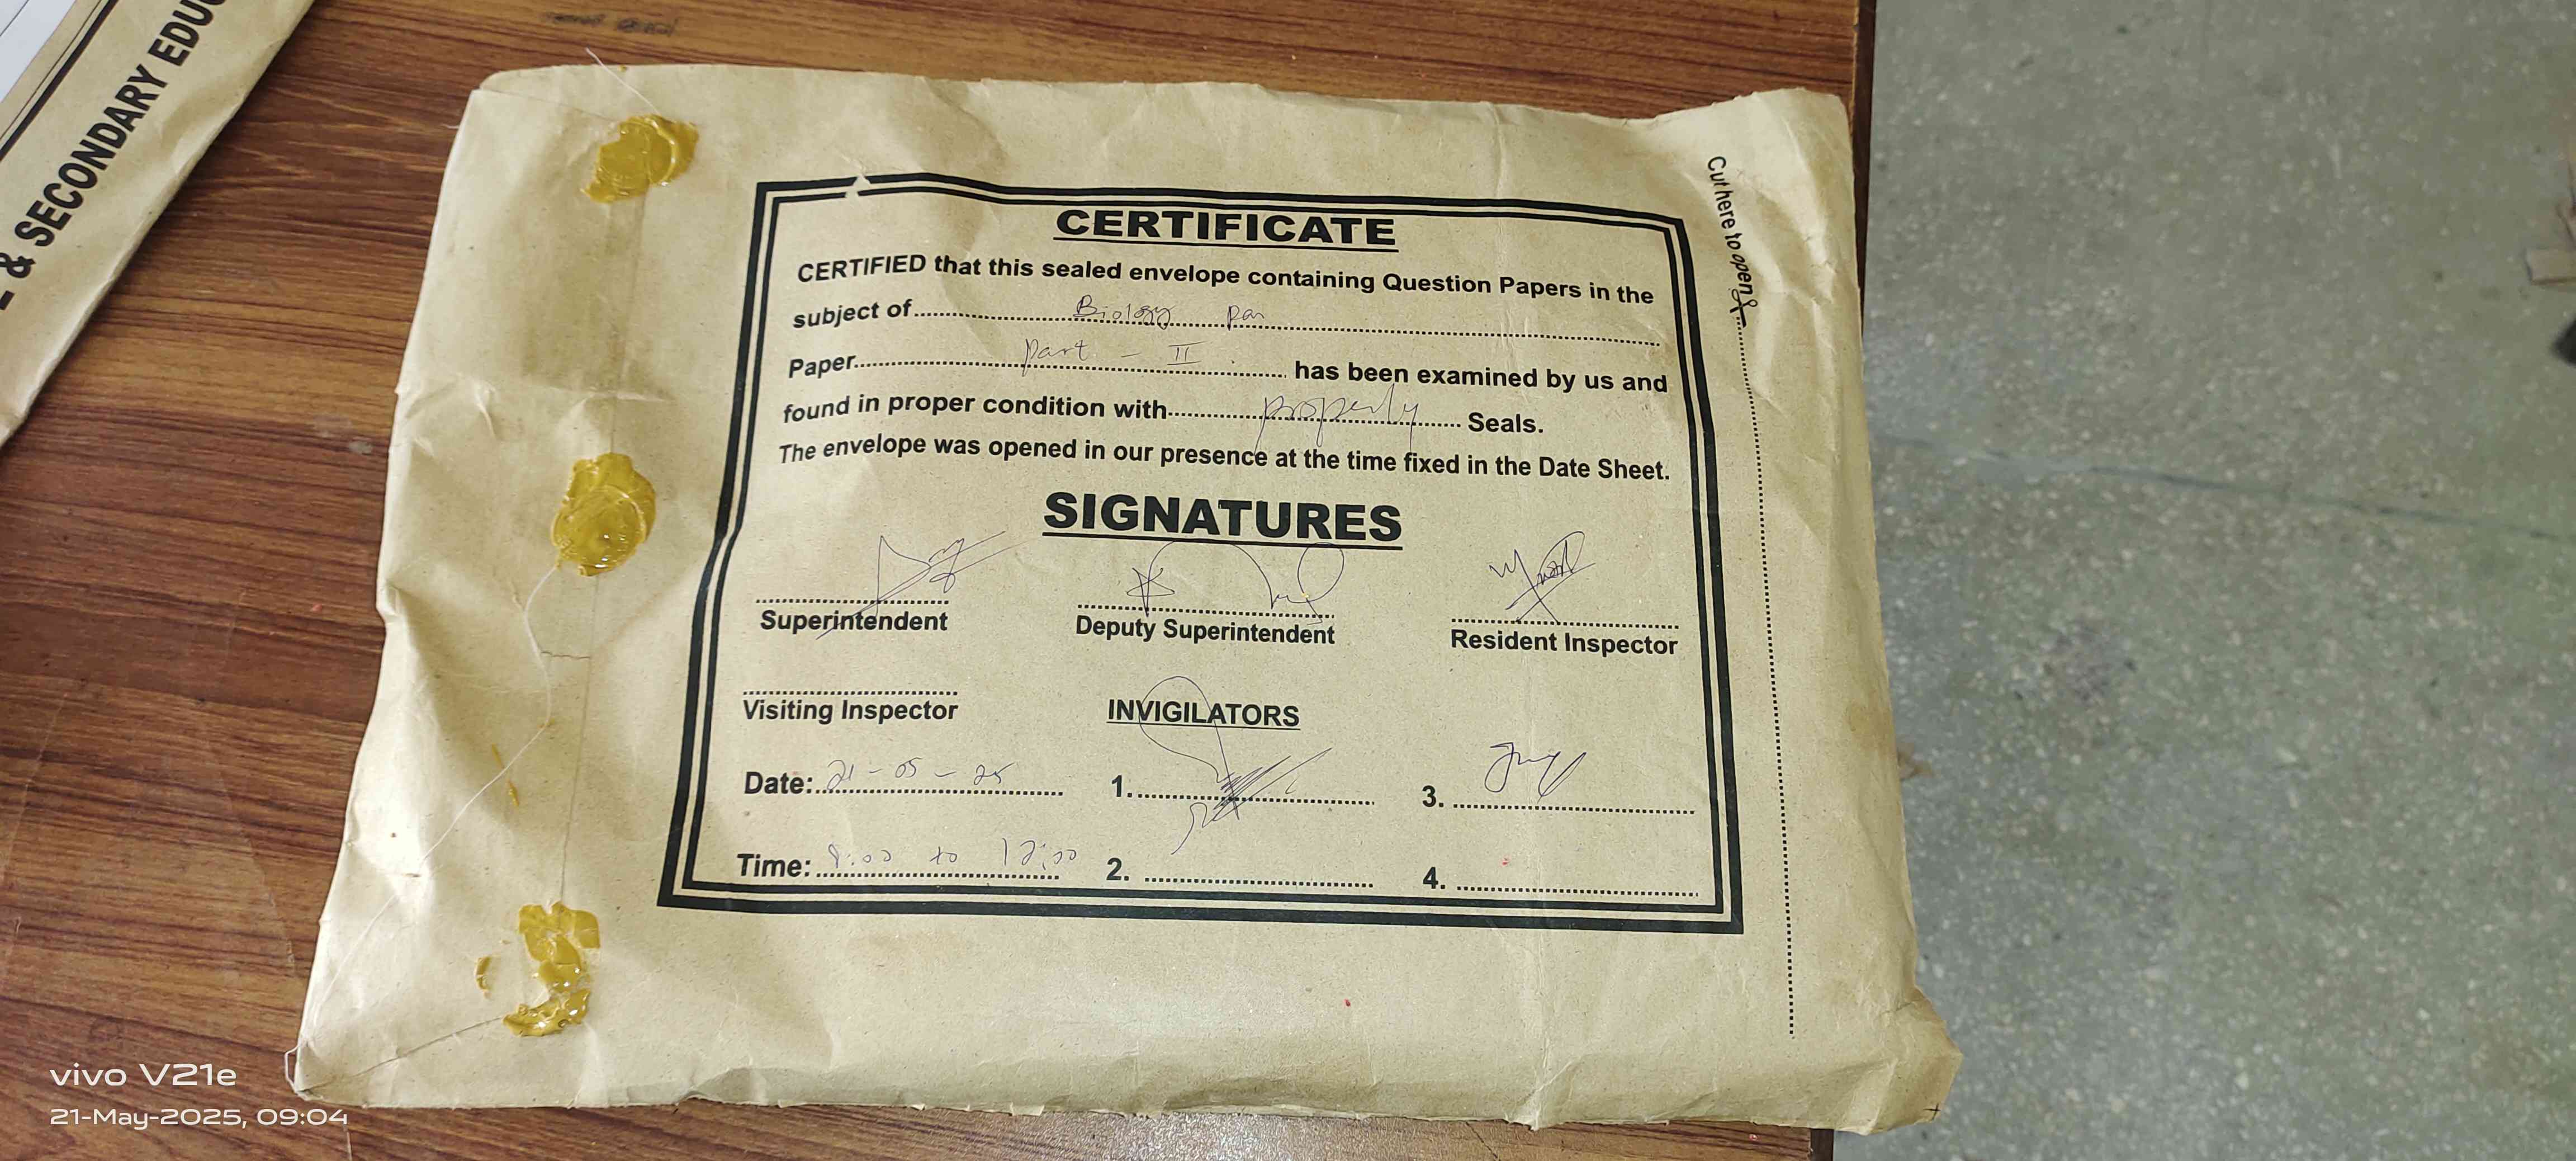 & SECONDARY EDU
Cut here to open
CERTIFICATE
CERTIFIED that this sealed envelope containing Question Papers in the
subject of.......... Biology par
Paper.......... part - II .......... has been examined by us and
found in proper condition with.......... properly .......... Seals.
The envelope was opened in our presence at the time fixed in the Date Sheet.
SIGNATURES
Superintendent Deputy Superintendent Resident Inspector
Visiting Inspector INVIGILATORS
Date: 21-05-25 1. 3.
Time: 9:00 to 12:00 2. 4.
vivo V21e
21-May-2025, 09:04